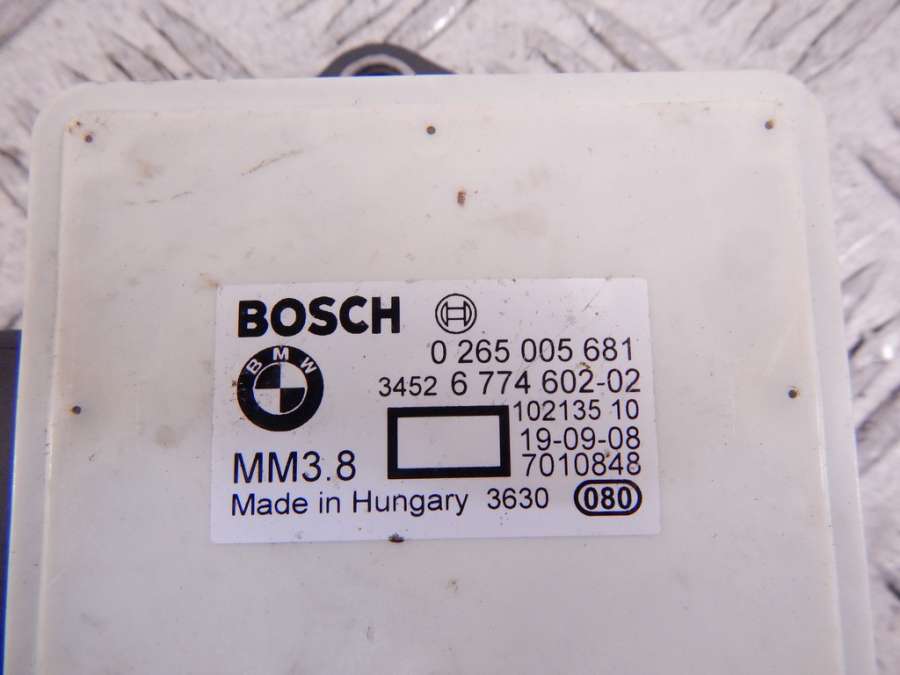 BOSCH
0 265 005 681
BMW
3452 6 774 602-02
102135 10
19-09-08
MM3.8
7010848
Made in Hungary 3630 080